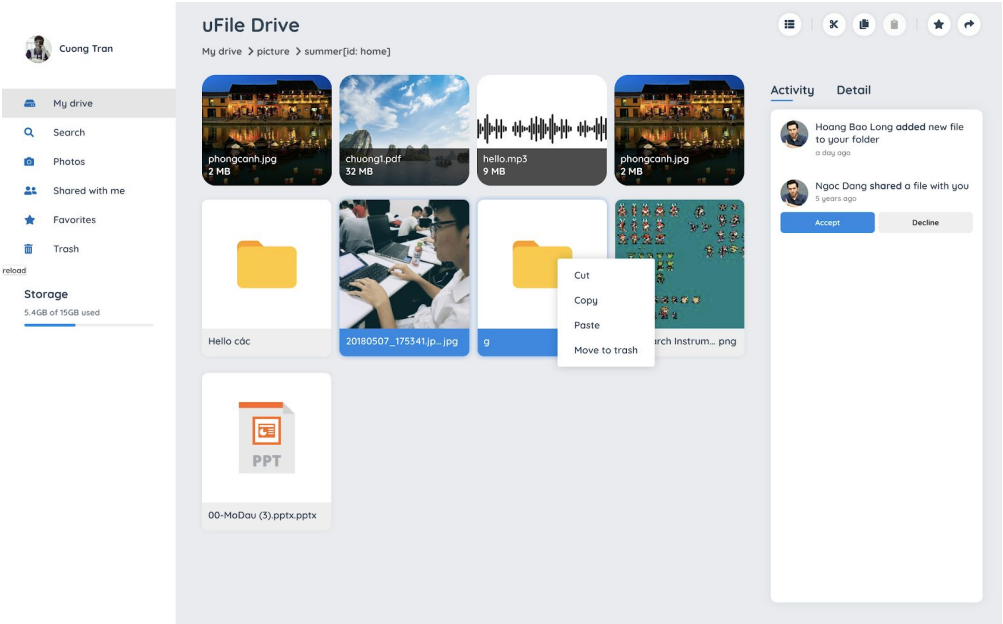 Cuong Tran
My drive
Search
Photos
Shared with me
Favorites
Trash
reload
Storage
5.4GB of 15GB used
uFile Drive
My drive > picture > summer[id: home]
phongcanh.jpg
2 MB
chuong1.pdf
32 MB
hello.mp3
9 MB
phongcanh.jpg
2 MB
Hello các
20180507_175341.jp... jpg
g
arch Instrum... png
Cut
Copy
Paste
Move to trash
PPT
00-MoDau (3).pptx.pptx
Activity Detail
Hoang Bao Long added new file
to your folder
a day ago
Ngoc Dang shared a file with you
5 years ago
Accept Decline